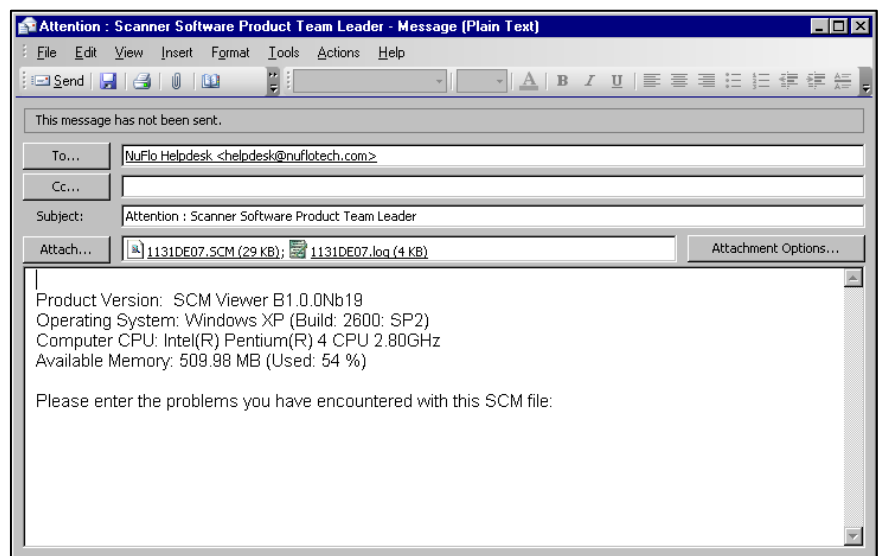 Attention : Scanner Software Product Team Leader - Message (Plain Text)
File Edit View Insert Format Tools Actions Help
Send A B I U
This message has not been sent.
To... NuFlo Helpdesk <helpdesk@nuflotech.com>
Cc...
Subject: Attention : Scanner Software Product Team Leader
Attach... 1131DE07.SCM (29 KB); 1131DE07.log (4 KB) Attachment Options...
Product Version:  SCM Viewer B1.0.0Nb19
Operating System: Windows XP (Build: 2600: SP2)
Computer CPU: Intel(R) Pentium(R) 4 CPU 2.80GHz
Available Memory: 509.98 MB (Used: 54 %)
Please enter the problems you have encountered with this SCM file: